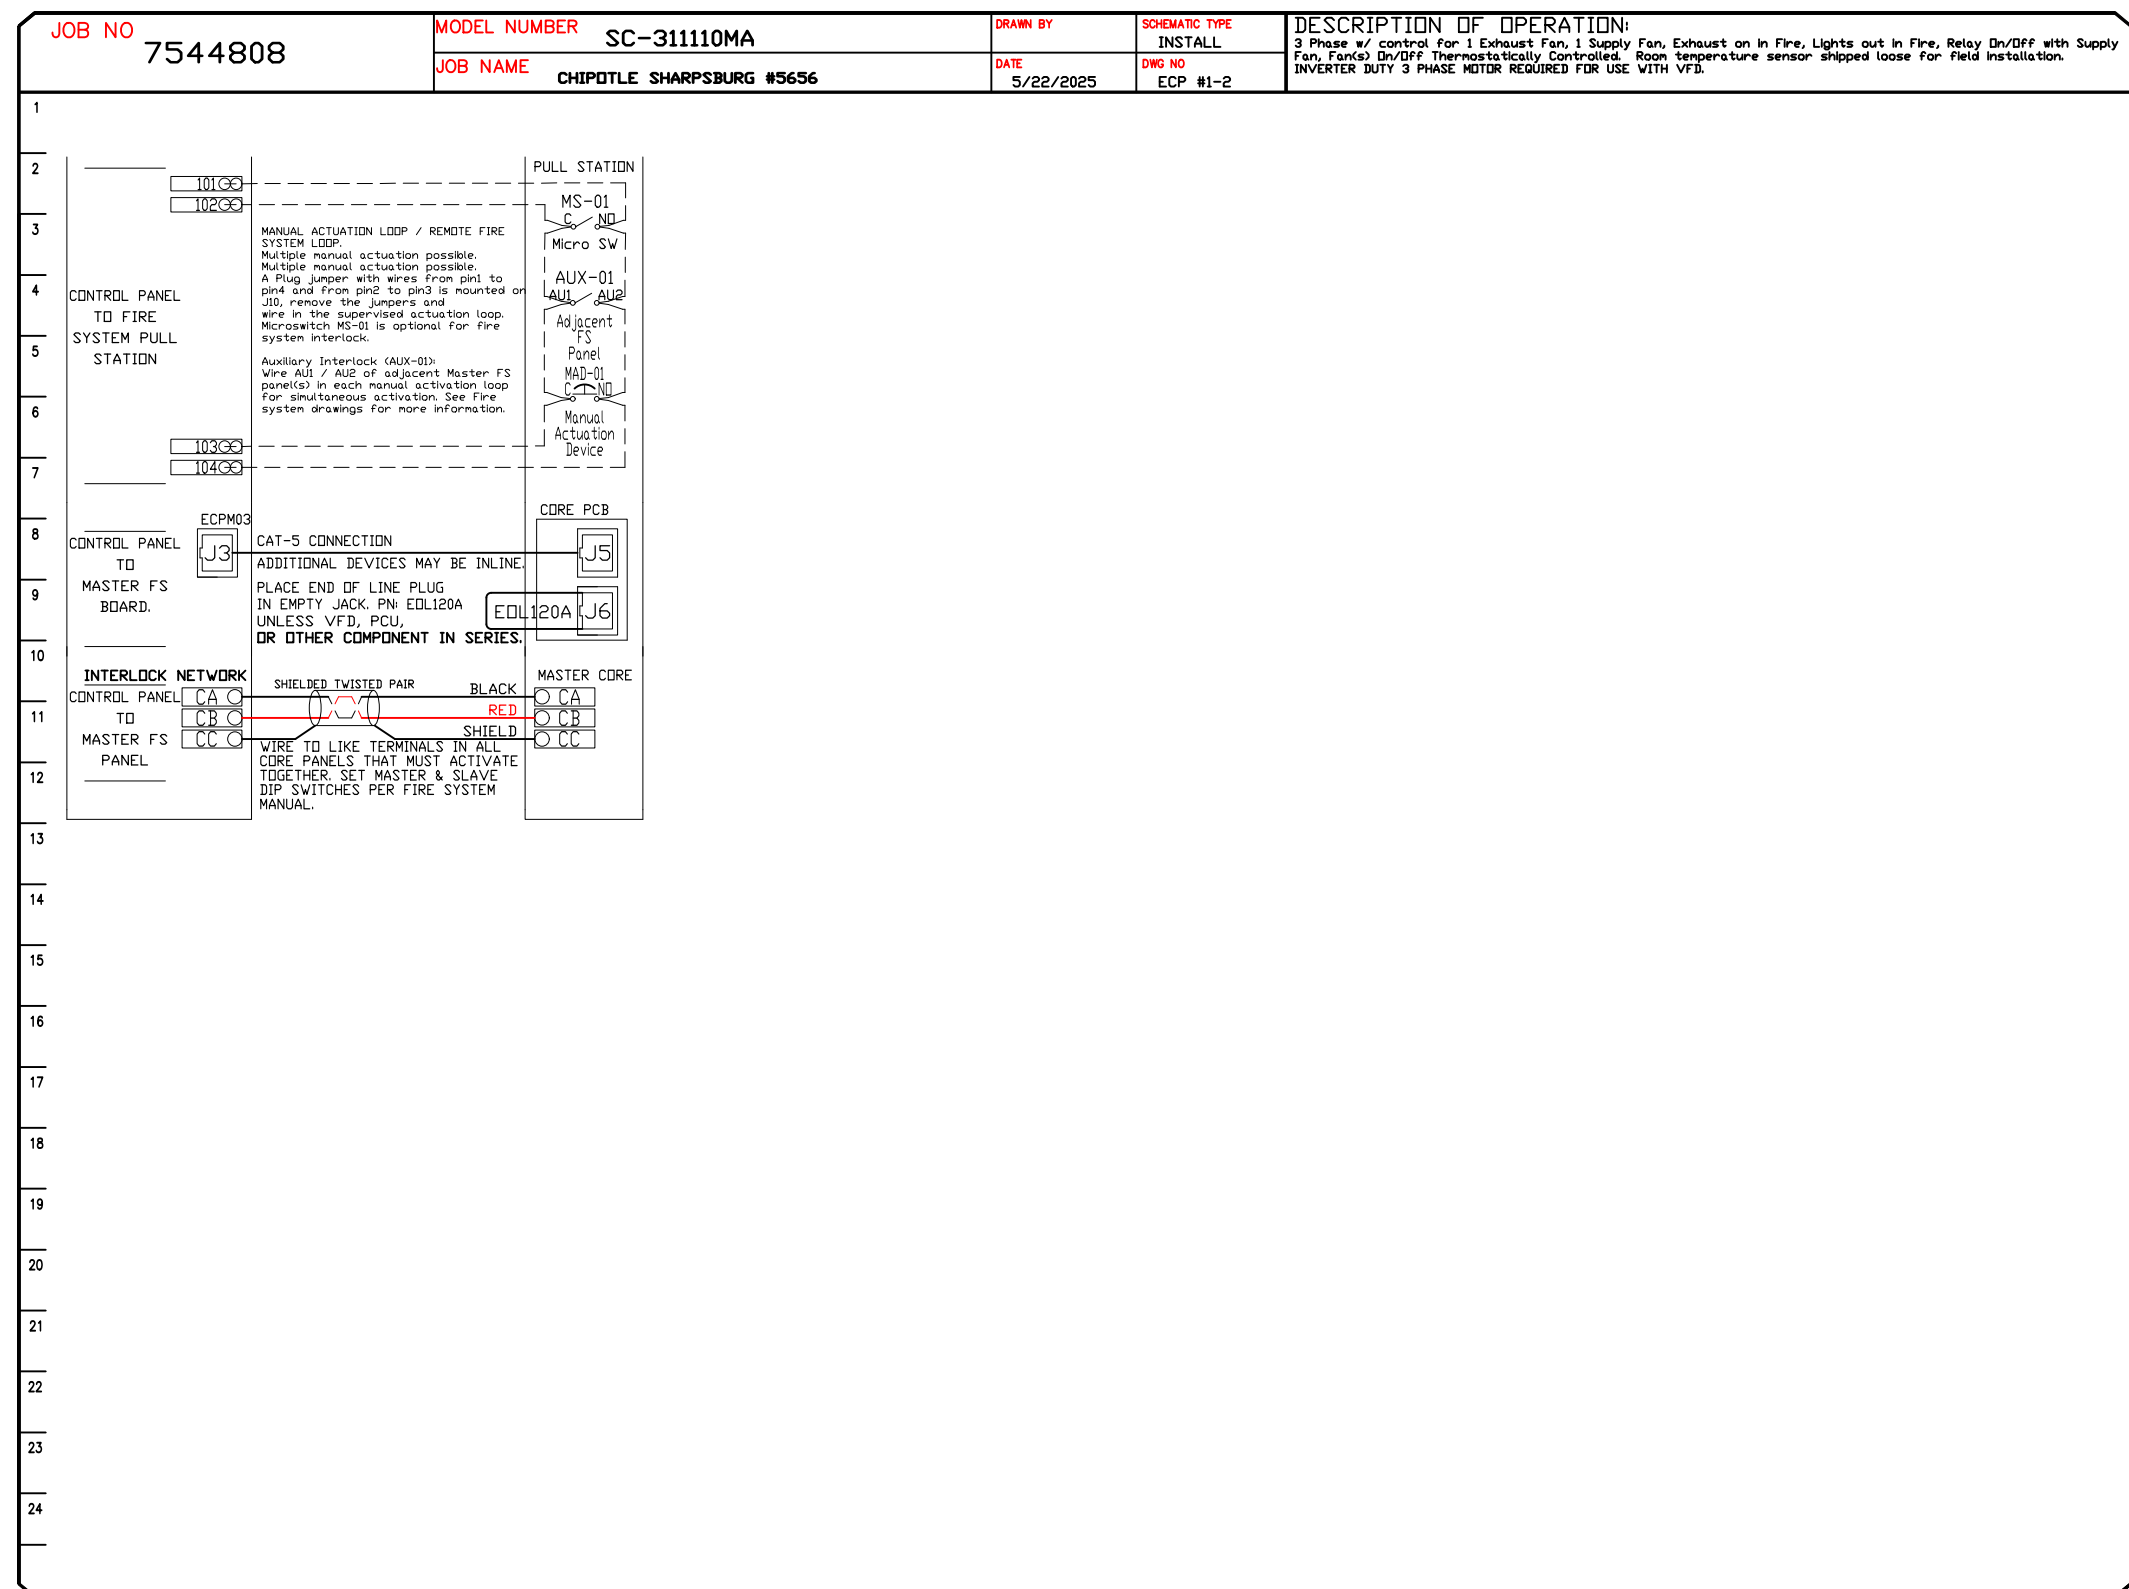 JOB NO
7544808
MODEL NUMBER
SC-311110MA
JOB NAME
CHIPOTLE SHARPSBURG #5656
DRAWN BY
DATE
5/22/2025
SCHEMATIC TYPE
INSTALL
DWG NO
ECP #1-2
DESCRIPTION OF OPERATION:
3 Phase w/ control for 1 Exhaust Fan, 1 Supply Fan, Exhaust on in Fire, Lights out in Fire, Relay On/Off with Supply
Fan, Fan(s) On/Off Thermostatically Controlled. Room temperature sensor shipped loose for field installation.
INVERTER DUTY 3 PHASE MOTOR REQUIRED FOR USE WITH VFD.
1
2
3
4
5
6
7
8
9
10
11
12
13
14
15
16
17
18
19
20
21
22
23
24
CONTROL PANEL
TO FIRE
SYSTEM PULL
STATION
101
102
103
104
MANUAL ACTUATION LOOP / REMOTE FIRE
SYSTEM LOOP.
Multiple manual actuation possible.
Multiple manual actuation possible.
A Plug jumper with wires from pin1 to
pin4 and from pin2 to pin3 is mounted on
J10, remove the jumpers and
wire in the supervised actuation loop.
Microswitch MS-01 is optional for fire
system interlock.
Auxiliary Interlock (AUX-01):
Wire AU1 / AU2 of adjacent Master FS
panel(s) in each manual activation loop
for simultaneous activation. See Fire
system drawings for more information.
PULL STATION
MS-01
C NO
Micro SW
AUX-01
AU1 AU2
Adjacent
FS
Panel
MAD-01
C NO
Manual
Actuation
Device
CONTROL PANEL
TO
MASTER FS
BOARD.
ECPM03
J3
CAT-5 CONNECTION
ADDITIONAL DEVICES MAY BE INLINE.
PLACE END OF LINE PLUG
IN EMPTY JACK. PN: EOL120A
UNLESS VFD, PCU,
OR OTHER COMPONENT IN SERIES.
CORE PCB
J5
EOL120A
J6
INTERLOCK NETWORK
CONTROL PANEL
TO
MASTER FS
PANEL
CA
CB
CC
SHIELDED TWISTED PAIR
BLACK
RED
SHIELD
WIRE TO LIKE TERMINALS IN ALL
CORE PANELS THAT MUST ACTIVATE
TOGETHER. SET MASTER & SLAVE
DIP SWITCHES PER FIRE SYSTEM
MANUAL.
MASTER CORE
CA
CB
CC